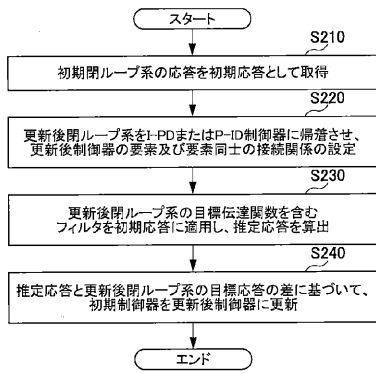 スタート
S210
初期閉ループ系の応答を初期応答として取得
S220
更新後閉ループ系をI-PDまたはP-ID制御器に帰着させ、
更新後制御器の要素及び要素同士の接続関係の設定
S230
更新後閉ループ系の目標伝達関数を含む
フィルタを初期応答に適用し、推定応答を算出
S240
推定応答と更新後閉ループ系の目標応答の差に基づいて、
初期制御器を更新後制御器に更新
エンド